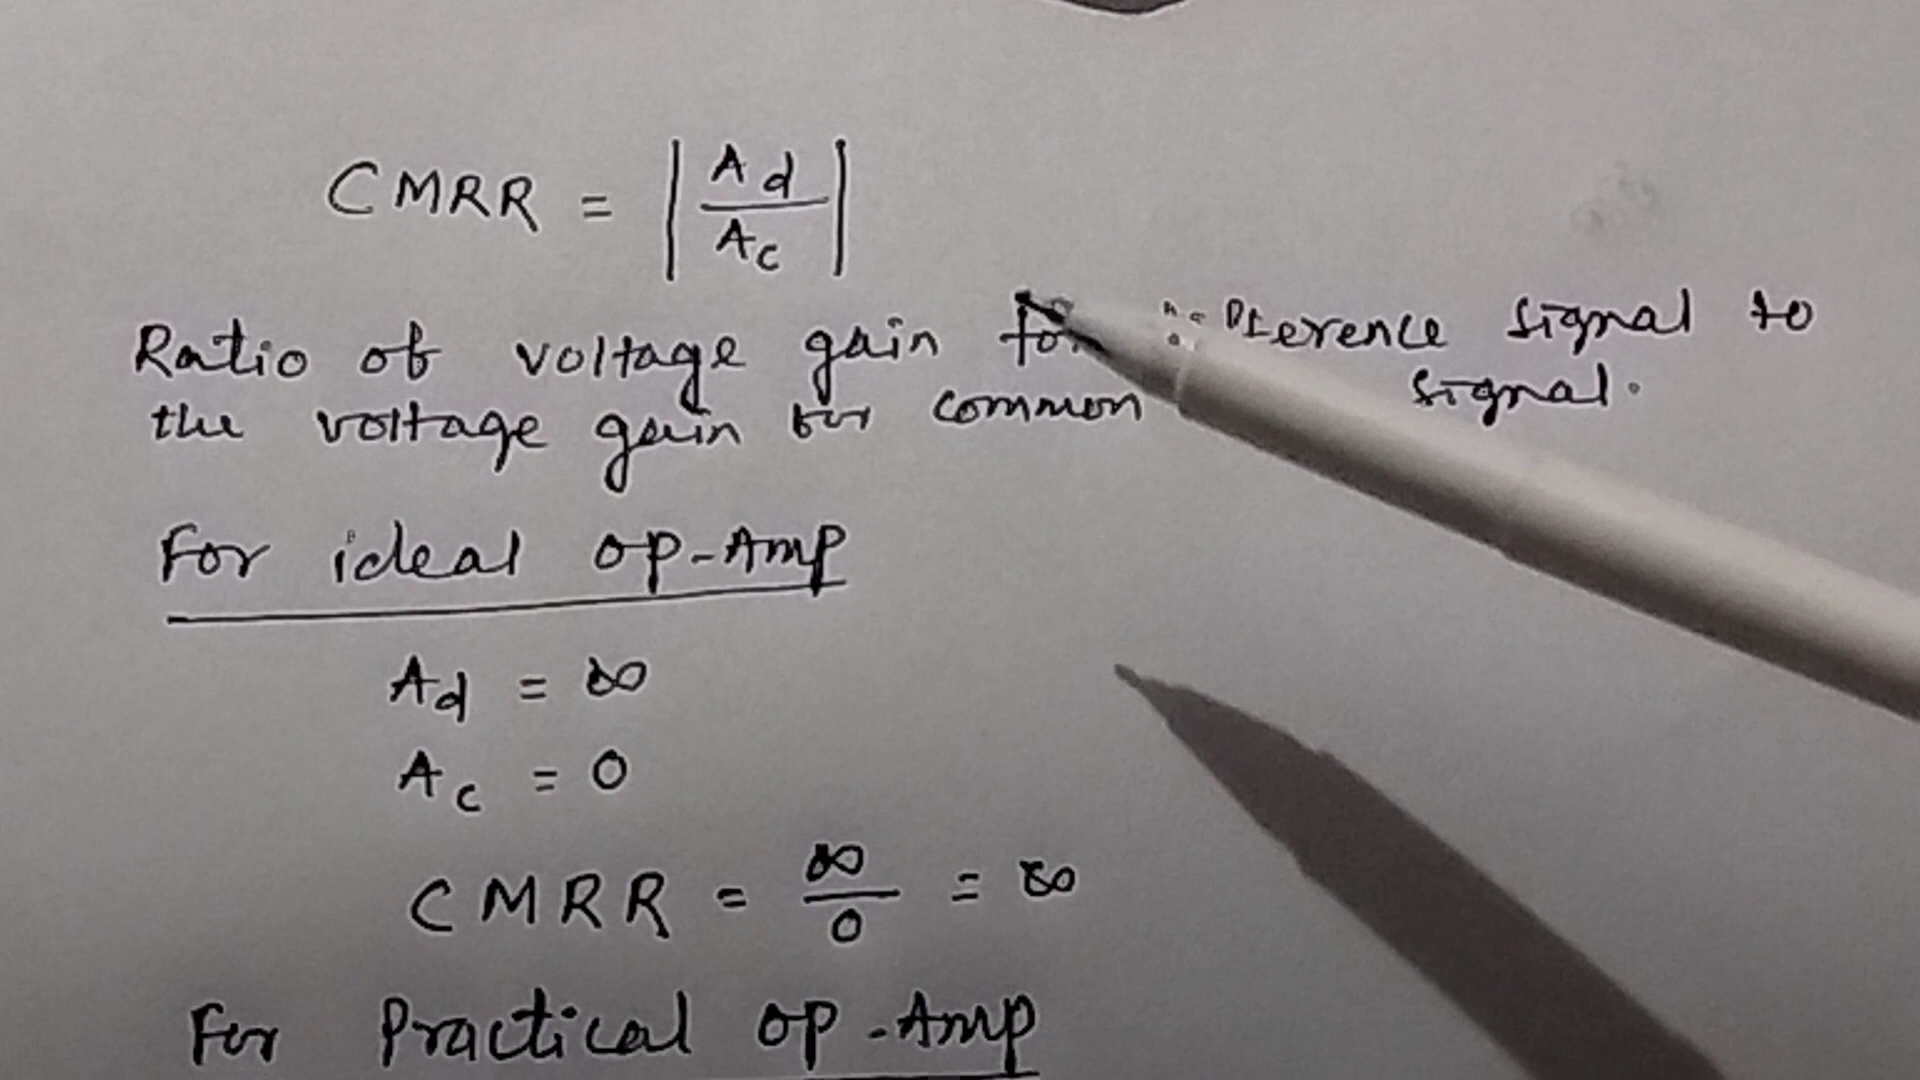 CMRR = | Ad / Ac |
Ratio of voltage gain for difference signal to
the voltage gain for common signal.
For ideal op-Amp
Ad = ∞
Ac = 0
CMRR = ∞ / 0 = ∞
For Practical op-Amp